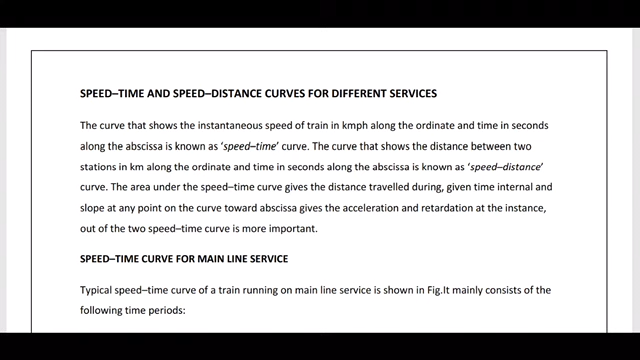 SPEED–TIME AND SPEED–DISTANCE CURVES FOR DIFFERENT SERVICES
The curve that shows the instantaneous speed of train in kmph along the ordinate and time in seconds
along the abscissa is known as ‘speed–time’ curve. The curve that shows the distance between two
stations in km along the ordinate and time in seconds along the abscissa is known as ‘speed–distance’
curve. The area under the speed–time curve gives the distance travelled during, given time internal and
slope at any point on the curve toward abscissa gives the acceleration and retardation at the instance,
out of the two speed–time curve is more important.
SPEED–TIME CURVE FOR MAIN LINE SERVICE
Typical speed–time curve of a train running on main line service is shown in Fig.It mainly consists of the
following time periods: